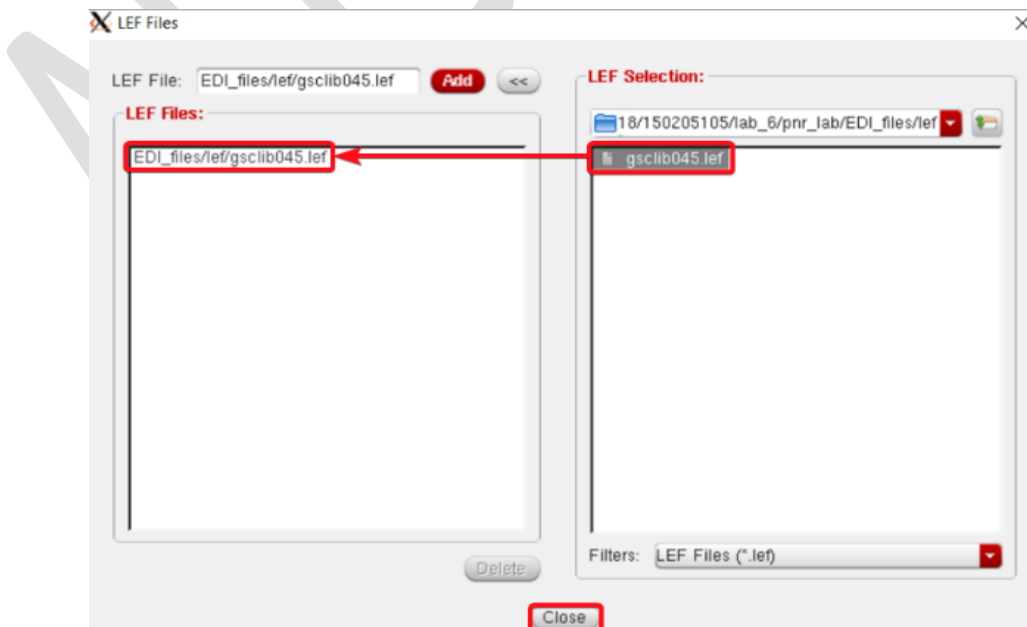 LEF Files
LEF File: EDI_files/lef/gsclib045.lef Add <<
LEF Files:
EDI_files/lef/gsclib045.lef
Delete
LEF Selection:
18/150205105/lab_6/pnr_lab/EDI_files/lef
gsclib045.lef
Filters: LEF Files (*.lef)
Close